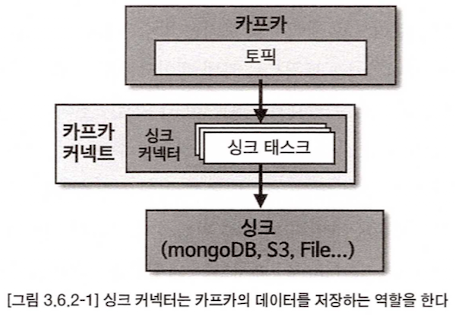 카프카
토픽
카프카
커넥트
싱크
커넥터
싱크 태스크
싱크
(mongoDB, S3, File...)
[그림 3.6.2-1] 싱크 커넥터는 카프카의 데이터를 저장하는 역할을 한다